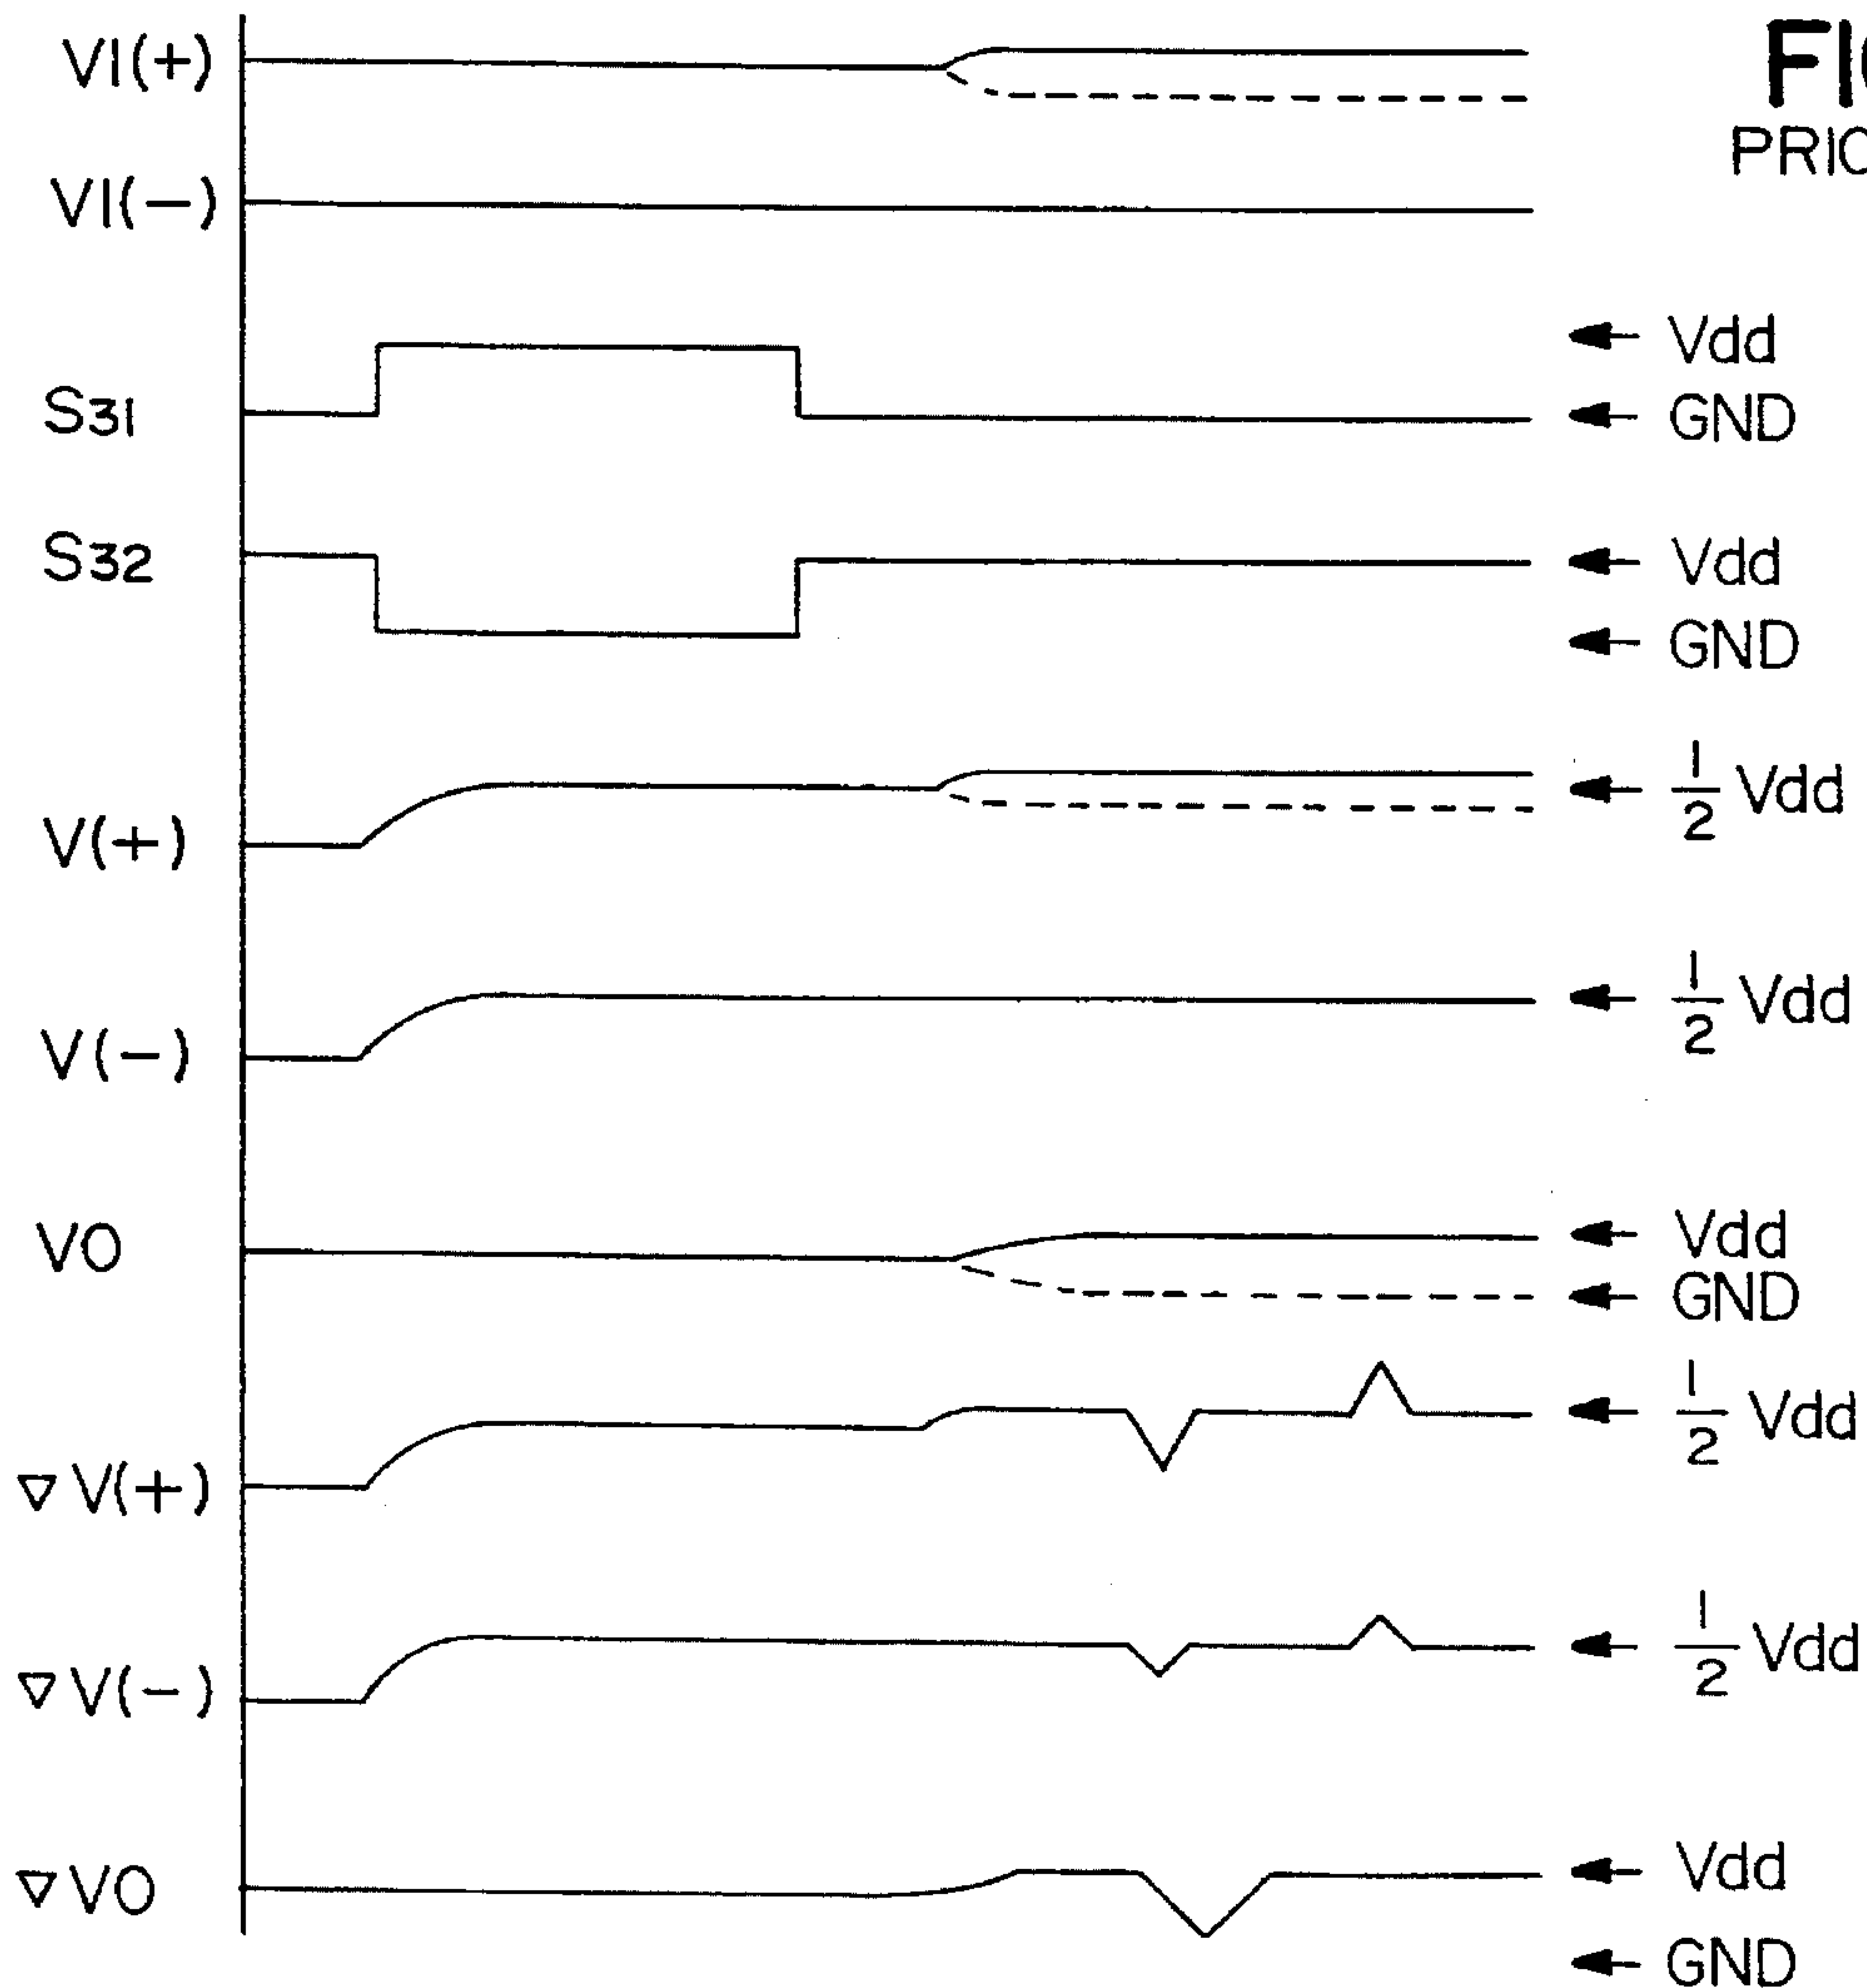 FI
PRIO
VI(+)
VI(−)
S31
Vdd
GND
S32
Vdd
GND
V(+)
1/2 Vdd
V(−)
1/2 Vdd
VO
Vdd
GND
▽V(+)
1/2 Vdd
▽V(−)
1/2 Vdd
▽VO
Vdd
GND